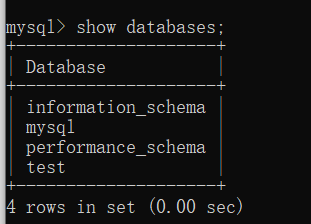 mysql> show databases;
+--------------------+
| Database           |
+--------------------+
| information_schema |
| mysql              |
| performance_schema |
| test               |
+--------------------+
4 rows in set (0.00 sec)